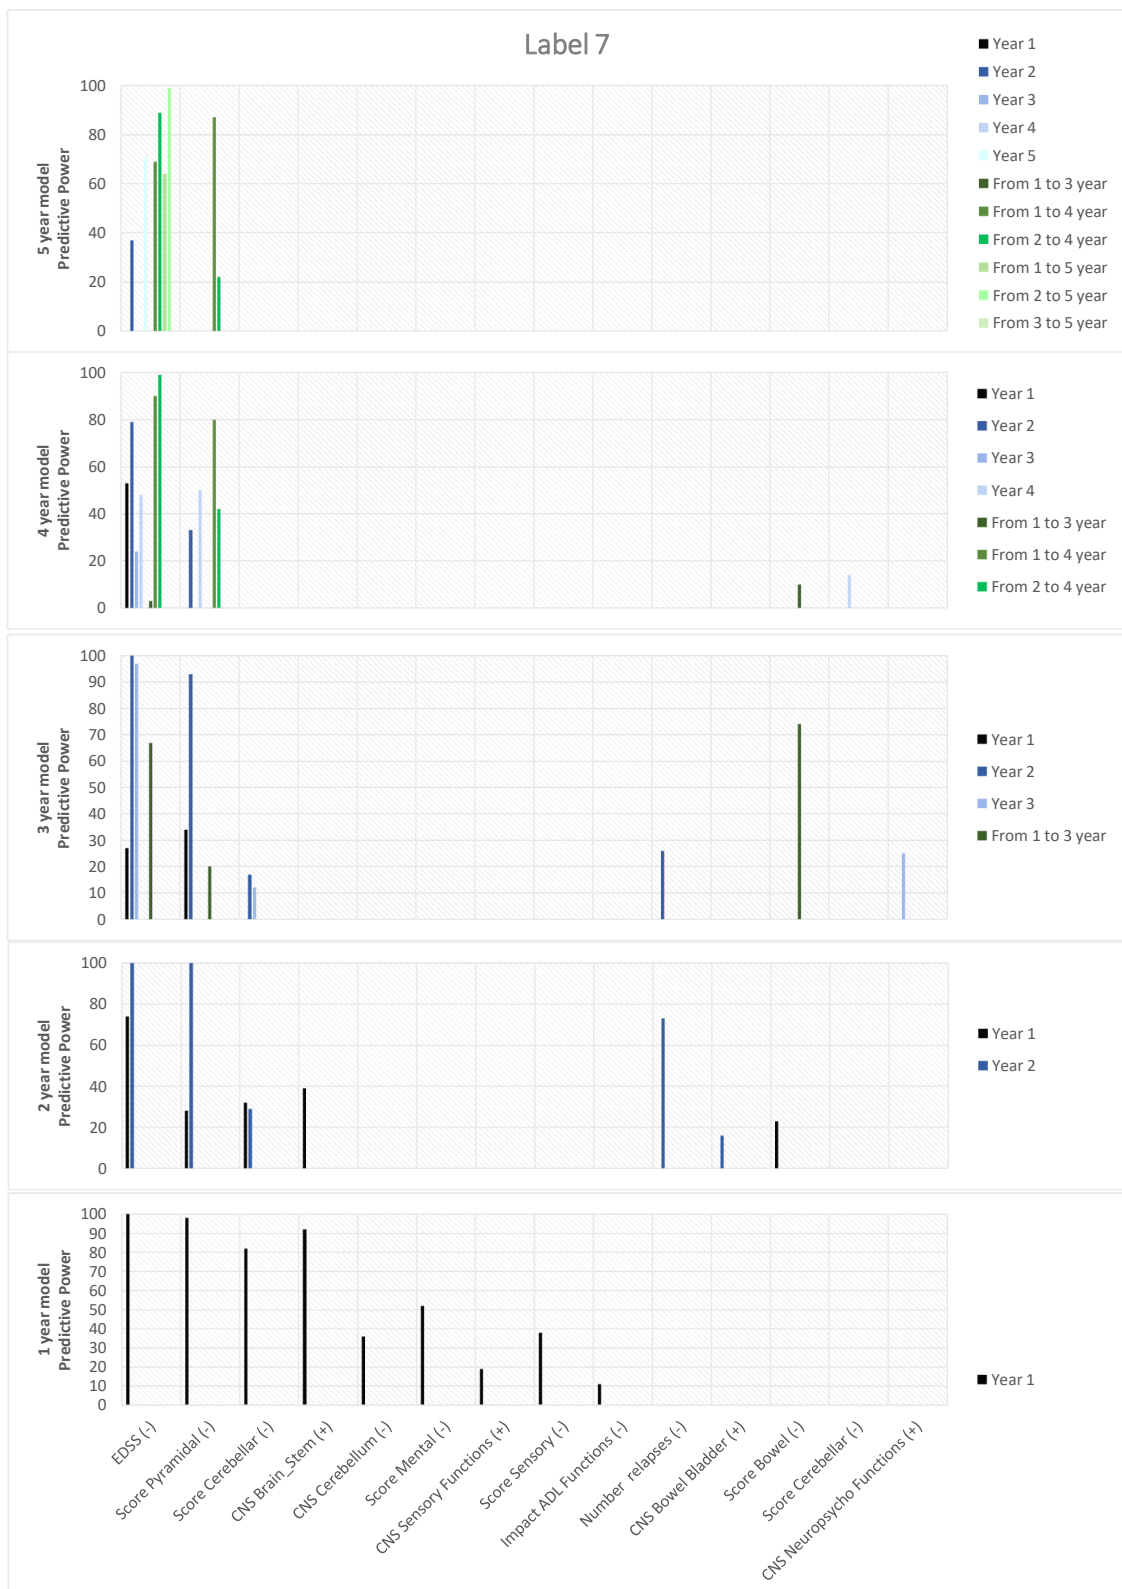 Label 7
5 year model
Predictive Power
100
80
60
40
20
0
Year 1
Year 2
Year 3
Year 4
Year 5
From 1 to 3 year
From 1 to 4 year
From 2 to 4 year
From 1 to 5 year
From 2 to 5 year
From 3 to 5 year
4 year model
Predictive Power
100
80
60
40
20
0
Year 1
Year 2
Year 3
Year 4
From 1 to 3 year
From 1 to 4 year
From 2 to 4 year
3 year model
Predictive Power
100
90
80
70
60
50
40
30
20
10
0
Year 1
Year 2
Year 3
From 1 to 3 year
2 year model
Predictive Power
100
80
60
40
20
0
Year 1
Year 2
1 year model
Predictive Power
100
90
80
70
60
50
40
30
20
10
0
Year 1
EDSS (-)
Score Pyramidal (-)
Score Cerebellar (-)
CNS Brain_Stem (+)
CNS Cerebellum (-)
Score Mental (-)
CNS Sensory Functions (+)
Score Sensory (-)
Impact ADL Functions (-)
Number relapses (-)
CNS Bowel Bladder (+)
Score Bowel (-)
Score Cerebellar (-)
CNS Neuropsycho Functions (+)